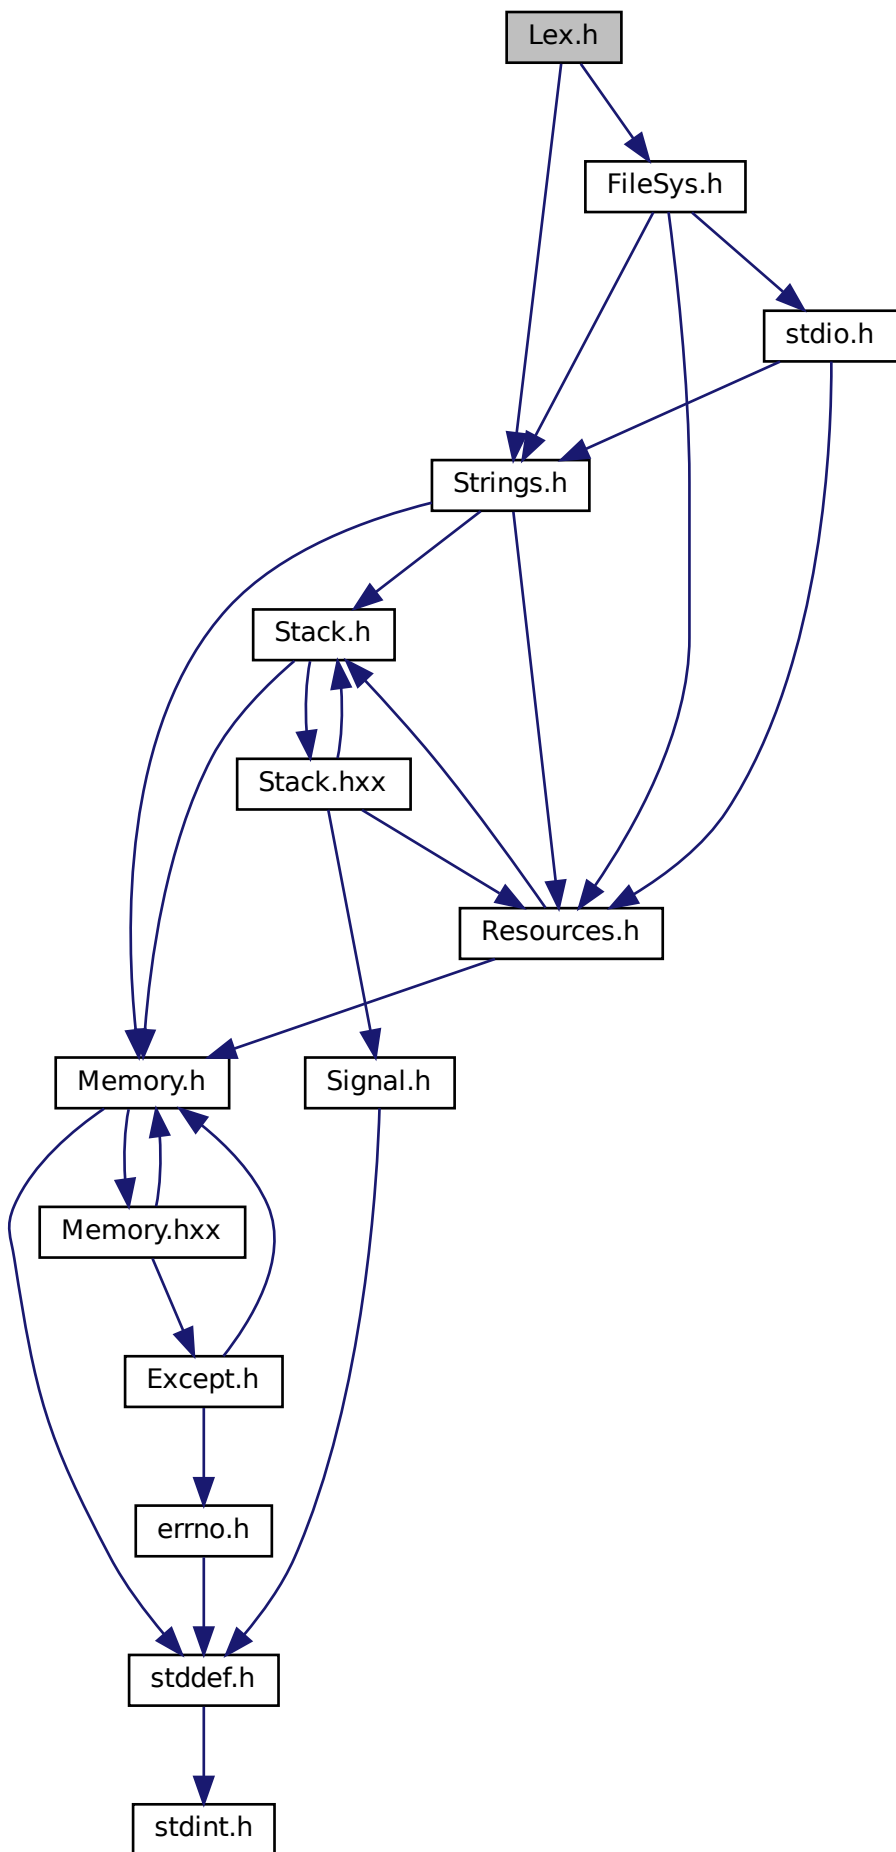 Lex.h
FileSys.h
stdio.h
Strings.h
Stack.h
Stack.hxx
Resources.h
Memory.h
Signal.h
Memory.hxx
Except.h
errno.h
stddef.h
stdint.h